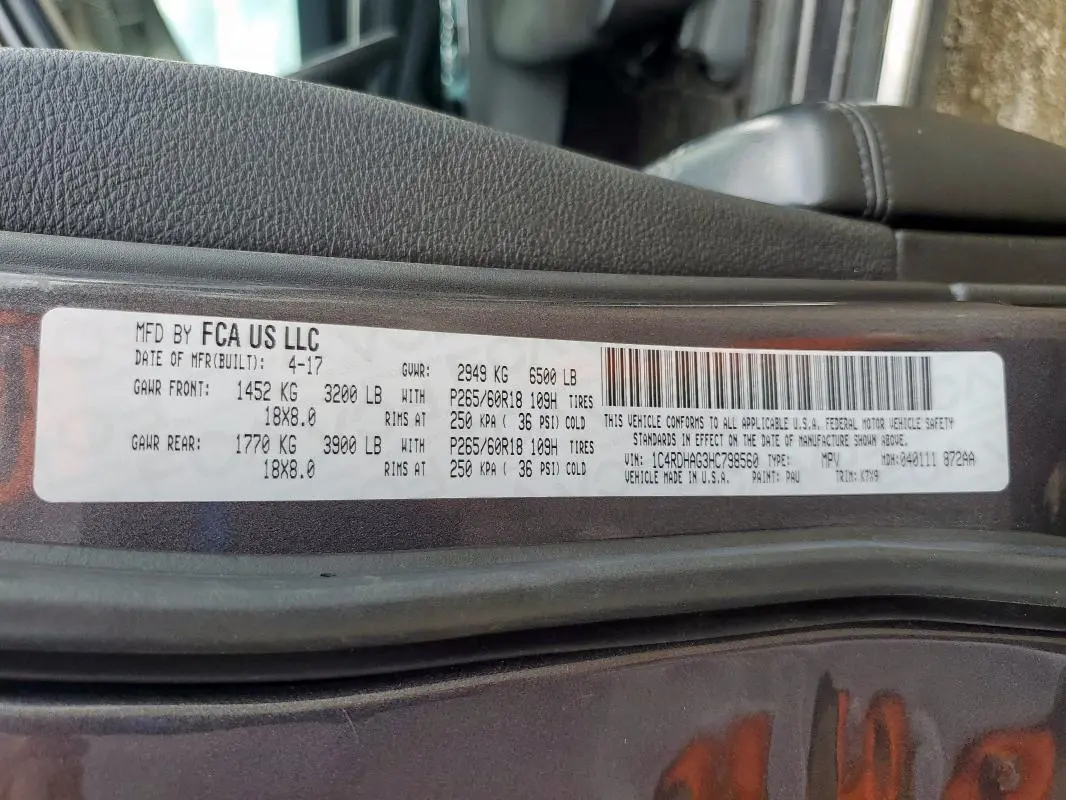 MFD BY FCA US LLC
DATE OF MFR(BUILT): 4-17 GVWR: 2949 KG 6500 LB
GAWR FRONT: 1452 KG 3200 LB WITH P265/60R18 109H TIRES
18X8.0 RIMS AT 250 KPA ( 36 PSI) COLD
GAWR REAR: 1770 KG 3900 LB WITH P265/60R18 109H TIRES
18X8.0 RIMS AT 250 KPA ( 36 PSI) COLD
THIS VEHICLE CONFORMS TO ALL APPLICABLE U.S.A. FEDERAL MOTOR VEHICLE SAFETY
STANDARDS IN EFFECT ON THE DATE OF MANUFACTURE SHOWN ABOVE.
VIN: 1C4RDHAG3HC798560 TYPE: MPV MDH: 040111 872AA
VEHICLE MADE IN U.S.A. PAINT: PAU TRIM: K7X9